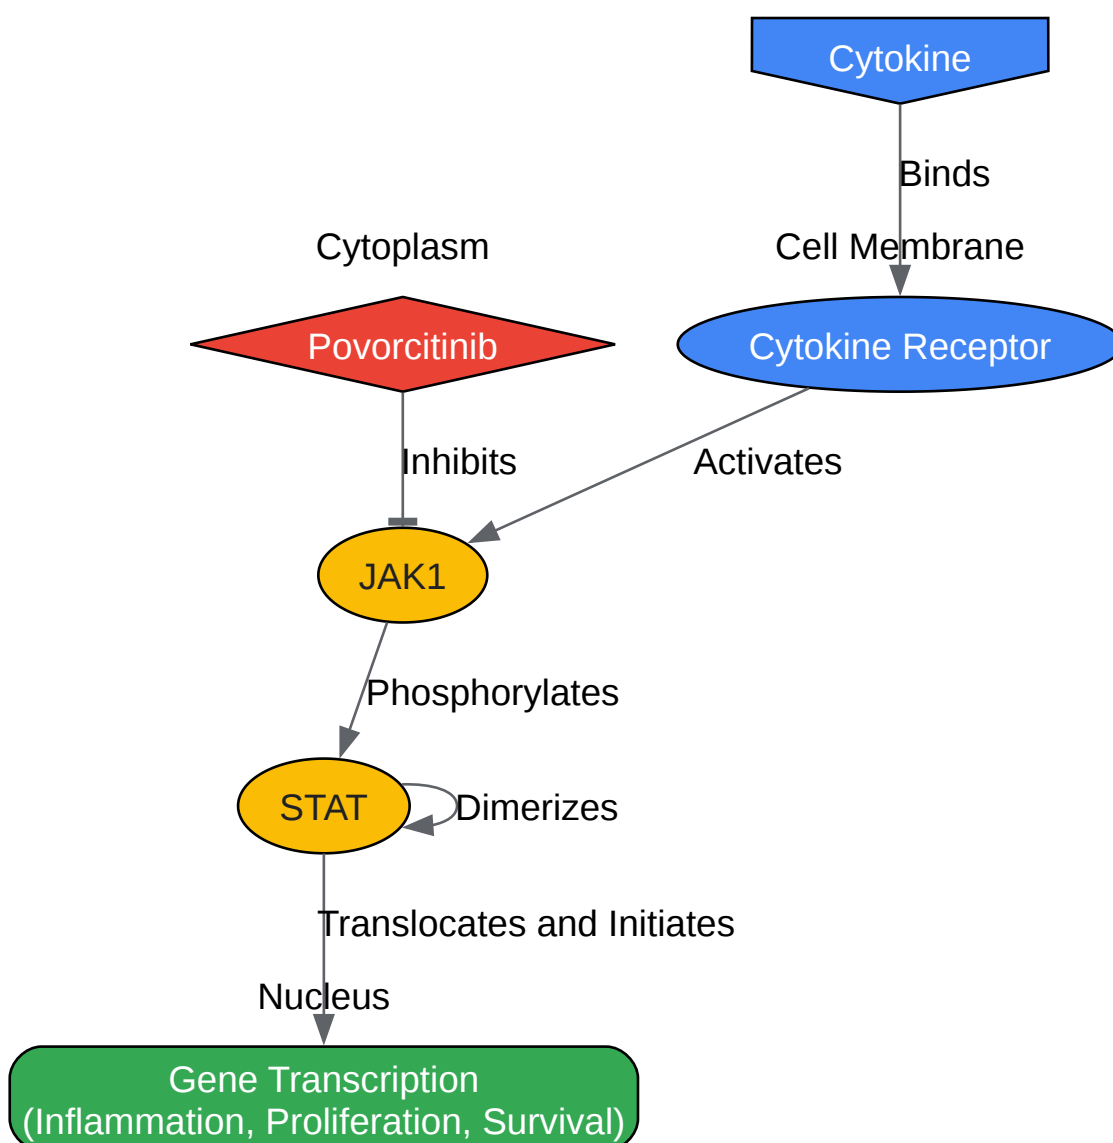 Cytokine
Binds
Cytoplasm
Cell Membrane
Povorcitinib
Cytokine Receptor
Inhibits
Activates
JAK1
Phosphorylates
STAT
Dimerizes
Translocates and Initiates
Nucleus
Gene Transcription
(Inflammation, Proliferation, Survival)